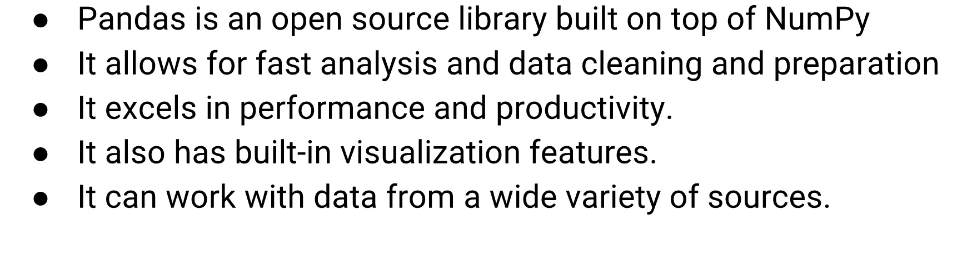 ● Pandas is an open source library built on top of NumPy
● It allows for fast analysis and data cleaning and preparation
● It excels in performance and productivity.
● It also has built-in visualization features.
● It can work with data from a wide variety of sources.